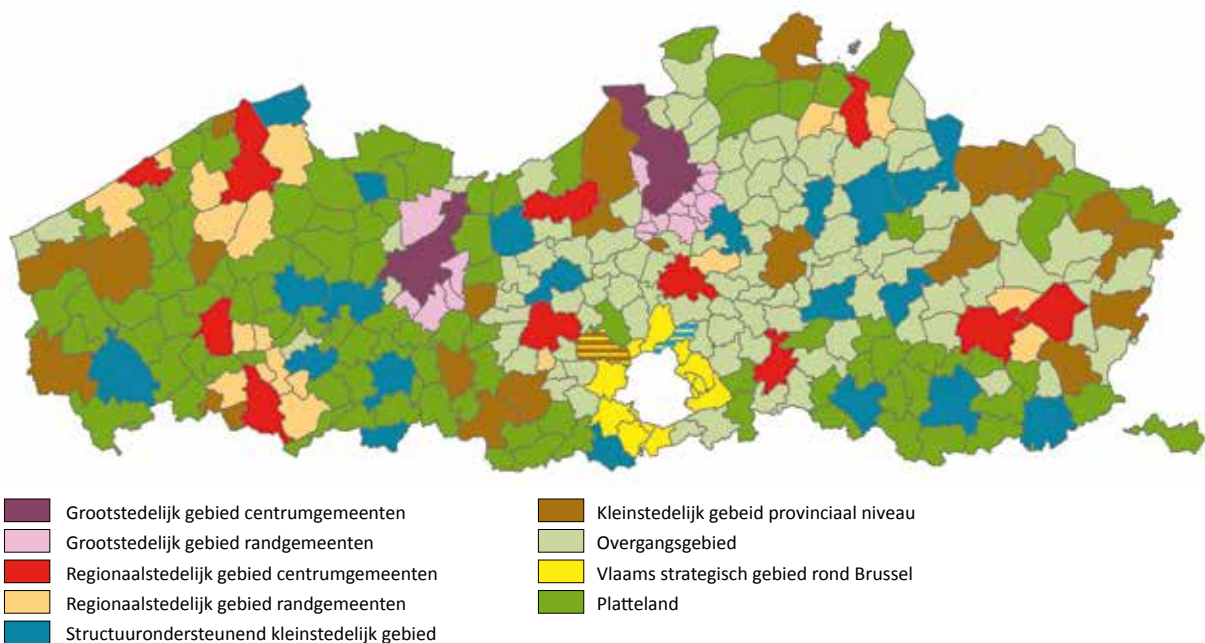 Grootstedelijk gebied centrumgemeenten
Grootstedelijk gebied randgemeenten
Regionaalstedelijk gebied centrumgemeenten
Regionaalstedelijk gebied randgemeenten
Structuurondersteunend kleinstedelijk gebied
Kleinstedelijk gebeid provinciaal niveau
Overgangsgebied
Vlaams strategisch gebied rond Brussel
Platteland